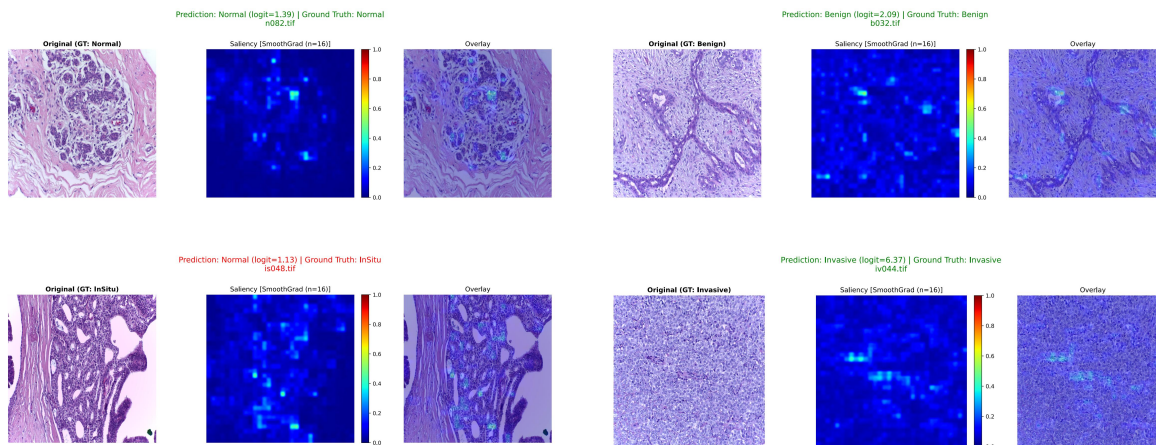 Prediction: Normal (logit=1.39) | Ground Truth: Normal
n082.tif
Original (GT: Normal)
Saliency [SmoothGrad (n=16)]
Overlay
1.0
0.8
0.6
0.4
0.2
0.0
Prediction: Benign (logit=2.09) | Ground Truth: Benign
b032.tif
Original (GT: Benign)
Saliency [SmoothGrad (n=16)]
Overlay
1.0
0.8
0.6
0.4
0.2
0.0
Prediction: Normal (logit=1.13) | Ground Truth: InSitu
is048.tif
Original (GT: InSitu)
Saliency [SmoothGrad (n=16)]
Overlay
1.0
0.8
0.6
0.4
0.2
0.0
Prediction: Invasive (logit=6.37) | Ground Truth: Invasive
iv044.tif
Original (GT: Invasive)
Saliency [SmoothGrad (n=16)]
Overlay
1.0
0.8
0.6
0.4
0.2
0.0